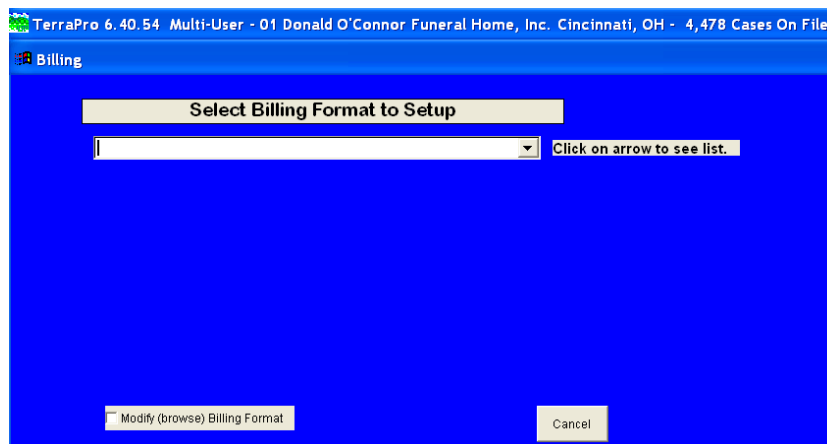 TerraPro 6.40.54 Multi-User - 01 Donald O'Connor Funeral Home, Inc. Cincinnati, OH - 4,478 Cases On File
Billing
Select Billing Format to Setup
Click on arrow to see list.
Modify (browse) Billing Format
Cancel